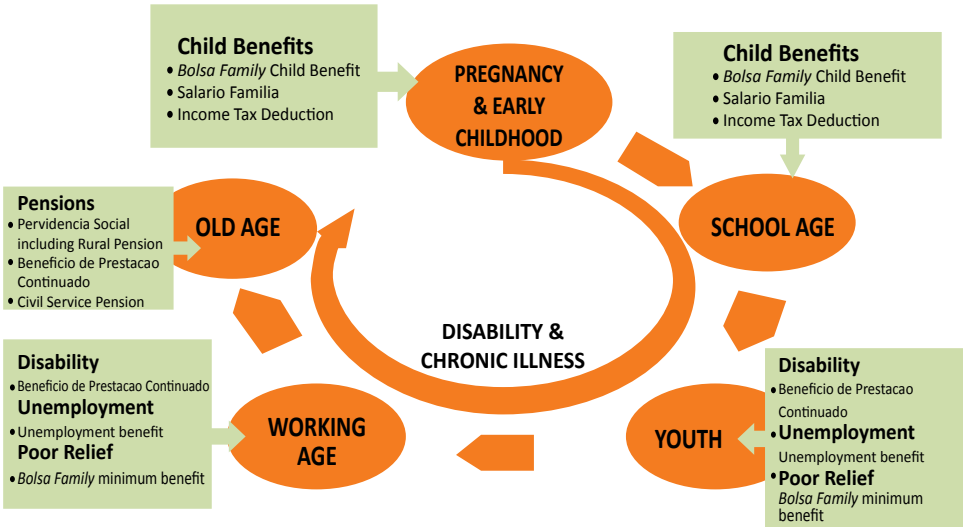 Child Benefits
• Bolsa Family Child Benefit
• Salario Familia
• Income Tax Deduction
PREGNANCY
& EARLY
CHILDHOOD
Child Benefits
• Bolsa Family Child Benefit
• Salario Familia
• Income Tax Deduction
SCHOOL AGE
Pensions
• Pervidencia Social
including Rural Pension
• Beneficio de Prestacao
Continuado
• Civil Service Pension
OLD AGE
DISABILITY &
CHRONIC ILLNESS
Disability
• Beneficio de Prestacao Continuado
Unemployment
• Unemployment benefit
Poor Relief
• Bolsa Family minimum benefit
WORKING
AGE
YOUTH
Disability
• Beneficio de Prestacao
Continuado
• Unemployment
Unemployment benefit
• Poor Relief
Bolsa Family minimum
benefit